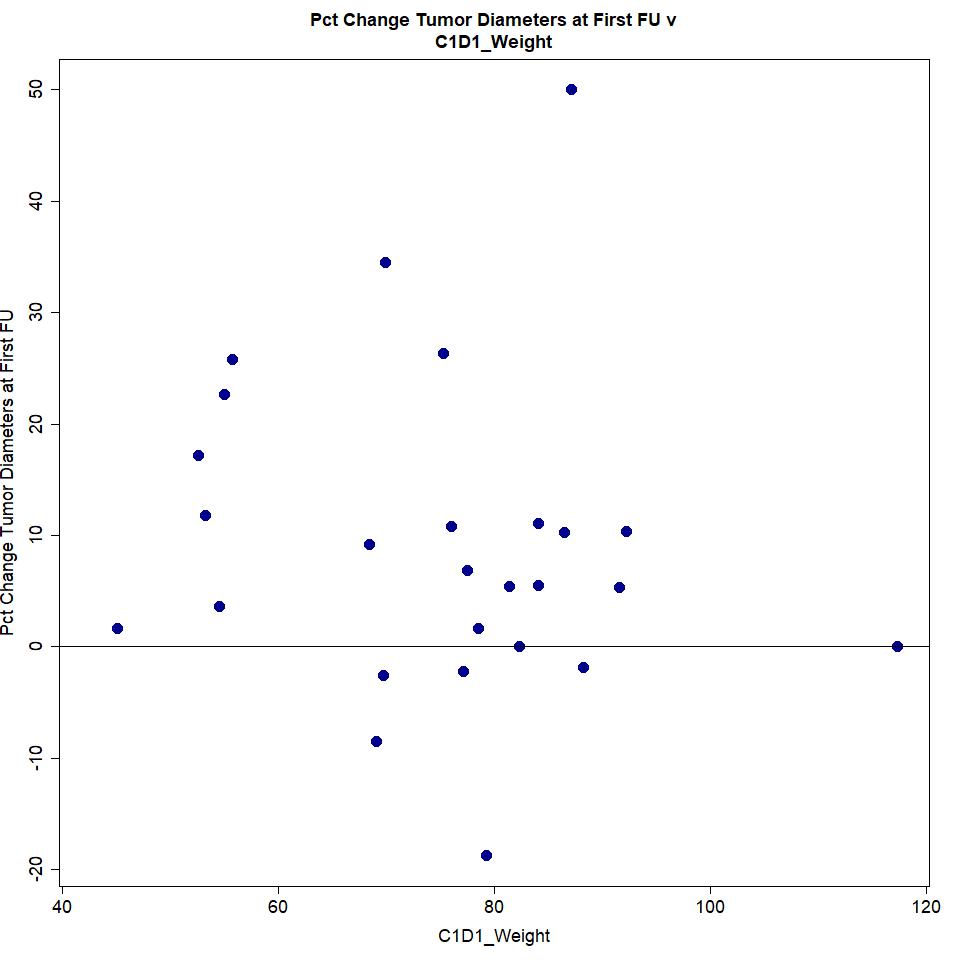 Pct Change Tumor Diameters at First FU v
C1D1_Weight
Pct Change Tumor Diameters at First FU
50
40
30
20
10
0
-10
-20
40 60 80 100 120
C1D1_Weight